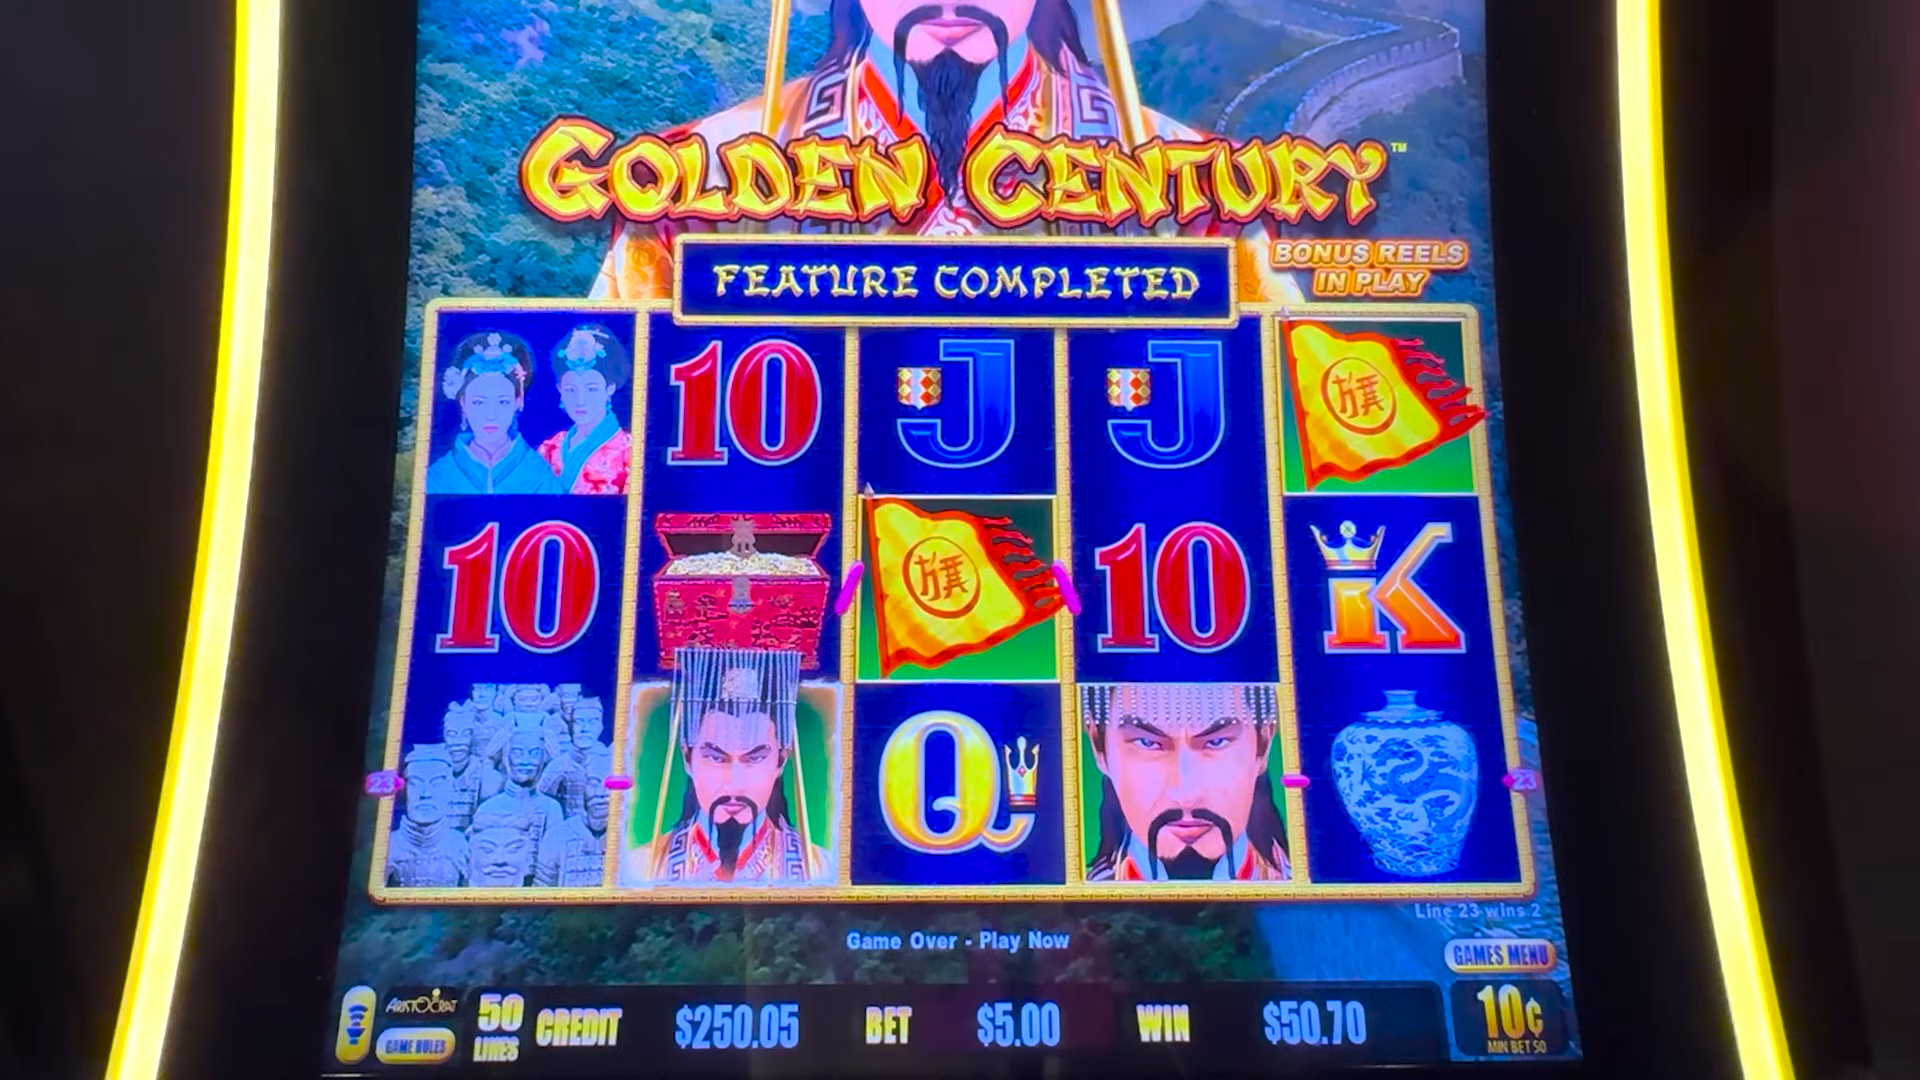 GOLDEN CENTURY™
FEATURE COMPLETED
BONUS REELS
IN PLAY
10
J
J
旗
10
旗
10
K
Q
23
23
Line 23 wins 2
Game Over - Play Now
GAMES MENU
ARISTOCRAT
GAME RULES
50
LINES
CREDIT $250.05 BET $5.00 WIN $50.70
10¢
MIN BET 50